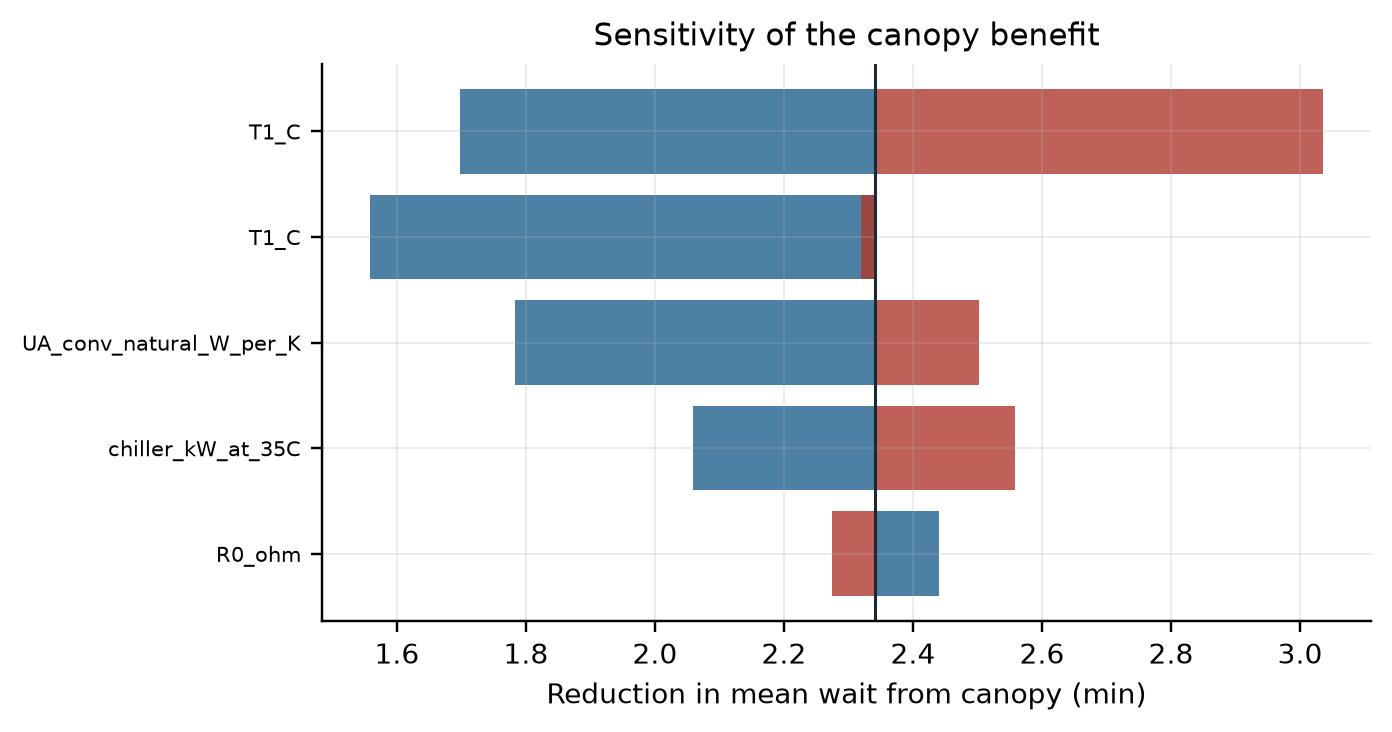 Sensitivity of the canopy benefit
T1_C
T1_C
UA_conv_natural_W_per_K
chiller_kW_at_35C
R0_ohm
1.6 1.8 2.0 2.2 2.4 2.6 2.8 3.0
Reduction in mean wait from canopy (min)